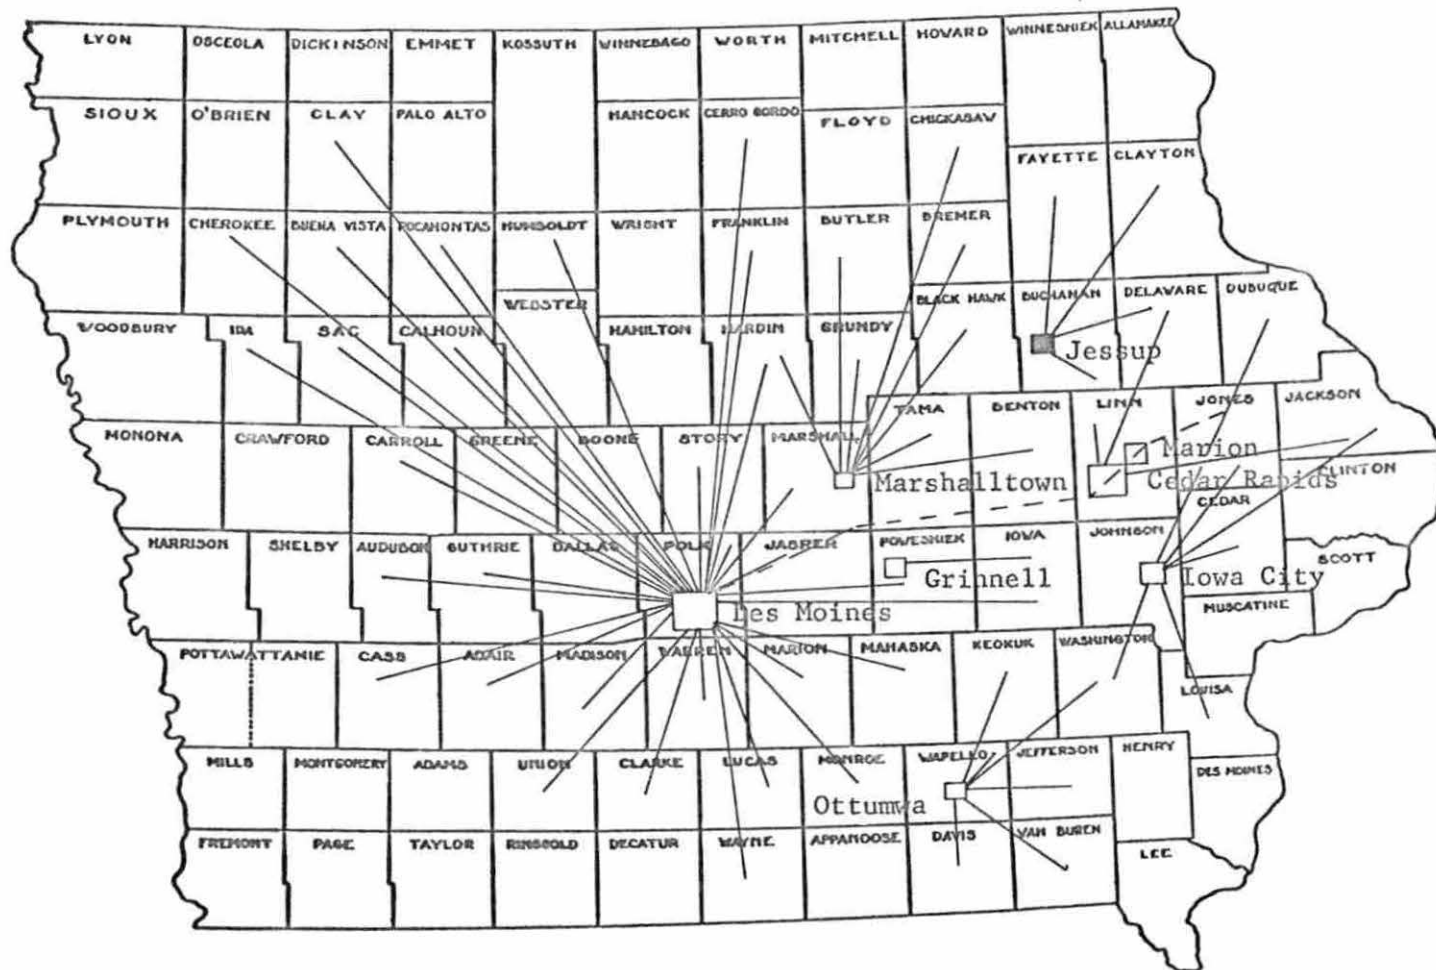 LYON OSCEOLA DICKINSON EMMET KOSSUTH WINNEBAGO WORTH MITCHELL HOWARD WINNESHIEK ALLAMAKEE
SIOUX O'BRIEN CLAY PALO ALTO HANCOCK CERRO GORDO FLOYD CHICKASAW
FAYETTE CLAYTON
PLYMOUTH CHEROKEE BUENA VISTA POCAHONTAS HUMBOLDT WRIGHT FRANKLIN BUTLER BREMER
WEBSTER BLACK HAWK BUCHANAN DELAWARE DUBUQUE
WOODBURY IDA SAC CALHOUN HAMILTON HARDIN GRUNDY
Jessup
TAMA BENTON LINN JONES JACKSON
MONONA CRAWFORD CARROLL GREENE BOONE STORY MARSHALL
Marion
CLINTON
Marshalltown Cedar Rapids
CEDAR
HARRISON SHELBY AUDUBON GUTHRIE DALLAS POLK JASPER POWESHIEK IOWA JOHNSON
SCOTT
Grinnell Iowa City
Des Moines MUSCATINE
POTTAWATTAMIE CASS ADAIR MADISON WARREN MARION MAHASKA KEOKUK WASHINGTON
LOUISA
MILLS MONTGOMERY ADAMS UNION CLARKE LUCAS MONROE WAPELLO JEFFERSON HENRY
DES MOINES
Ottumwa
FREMONT PAGE TAYLOR RINGGOLD DECATUR WAYNE APPANOOSE DAVIS VAN BUREN
LEE